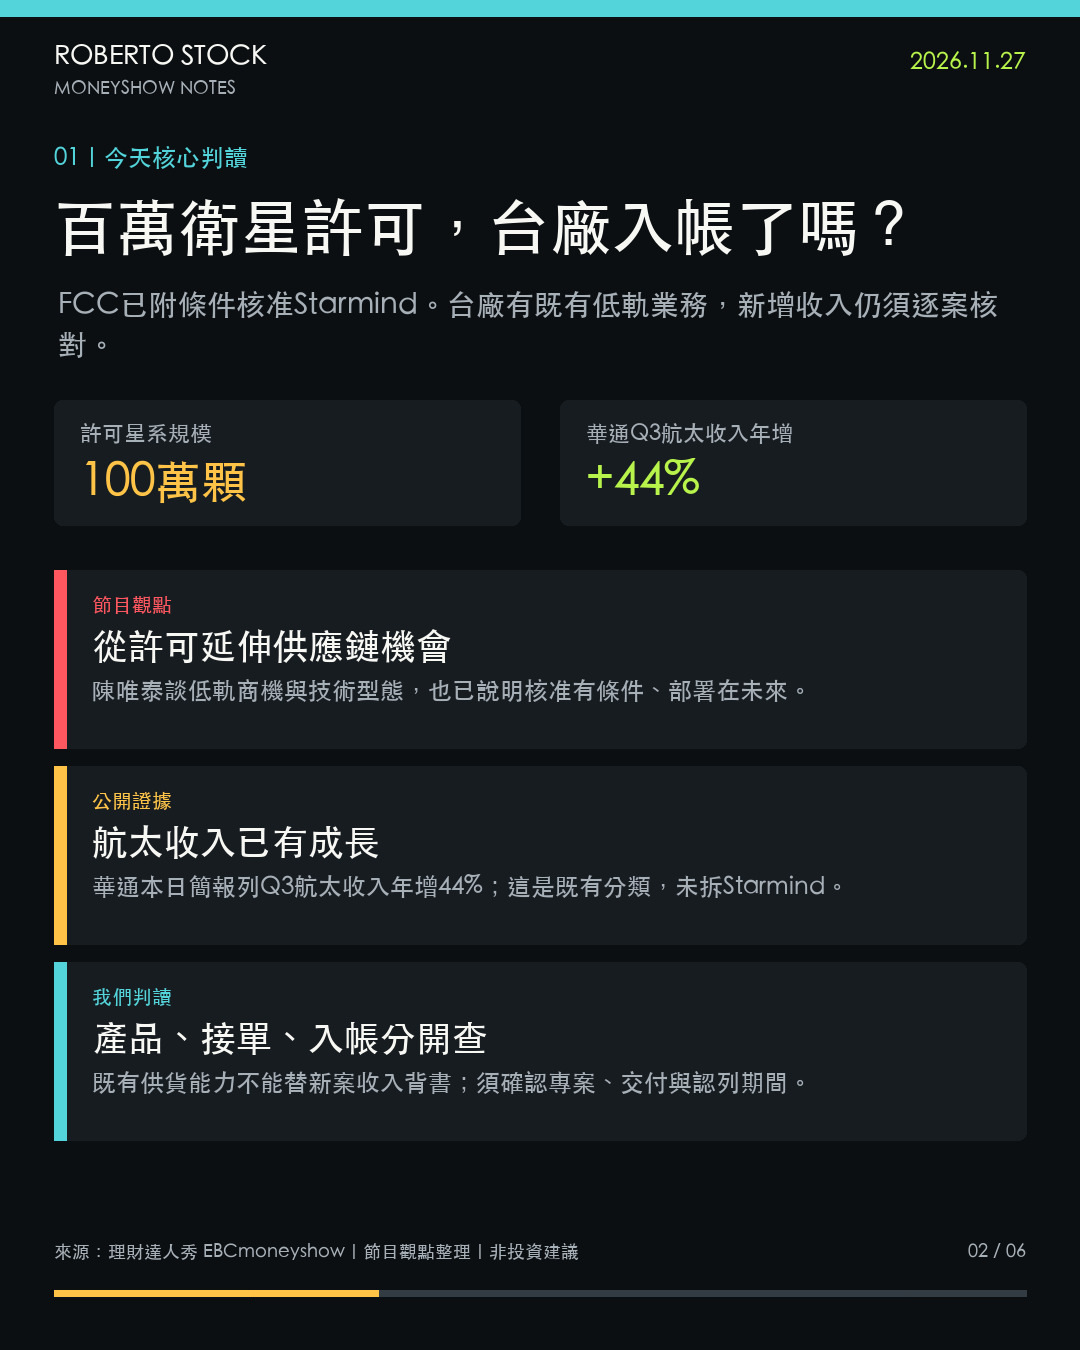 ROBERTO STOCK
MONEYSHOW NOTES
2026.11.27
01 | 今天核心判讀
百萬衛星許可，台廠入帳了嗎？
FCC已附條件核准Starmind。台廠有既有低軌業務，新增收入仍須逐案核
對。
許可星系規模
100萬顆
華通Q3航太收入年增
+44%
節目觀點
從許可延伸供應鏈機會
陳唯泰談低軌商機與技術型態，也已說明核准有條件、部署在未來。
公開證據
航太收入已有成長
華通本日簡報列Q3航太收入年增44%；這是既有分類，未拆Starmind。
我們判讀
產品、接單、入帳分開查
既有供貨能力不能替新案收入背書；須確認專案、交付與認列期間。
來源：理財達人秀 EBCmoneyshow | 節目觀點整理 | 非投資建議
02 / 06